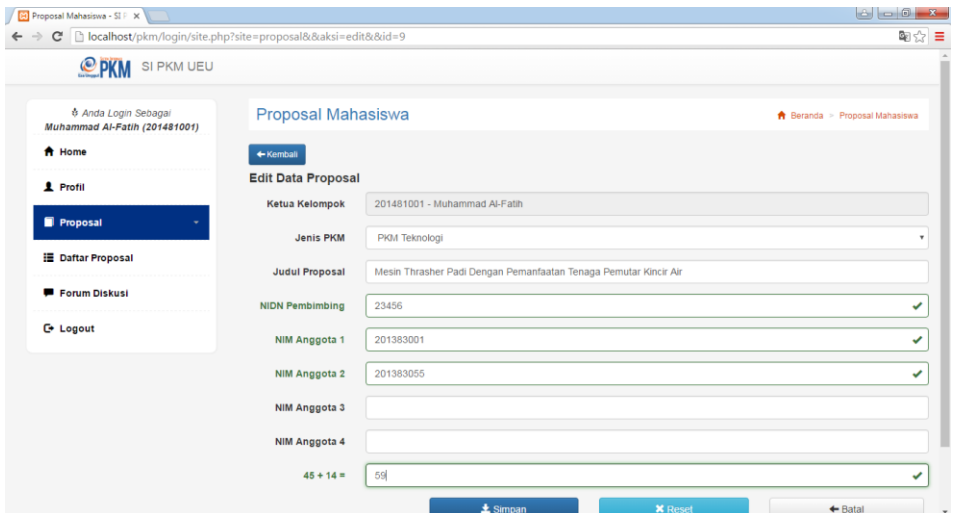 Proposal Mahasiswa - SI P
localhost/pkm/login/site.php?site=proposal&&aksi=edit&&id=9
PKM SI PKM UEU
Anda Login Sebagai
Muhammad Al-Fatih (201481001)
Home
Profil
Proposal
Daftar Proposal
Forum Diskusi
Logout
Proposal Mahasiswa
Beranda > Proposal Mahasiswa
Kembali
Edit Data Proposal
Ketua Kelompok 201481001 - Muhammad Al-Fatih
Jenis PKM PKM Teknologi
Judul Proposal Mesin Thrasher Padi Dengan Pemanfaatan Tenaga Pemutar Kincir Air
NIDN Pembimbing 23456
NIM Anggota 1 201383001
NIM Anggota 2 201383055
NIM Anggota 3
NIM Anggota 4
45 + 14 = 59
Simpan Reset Batal